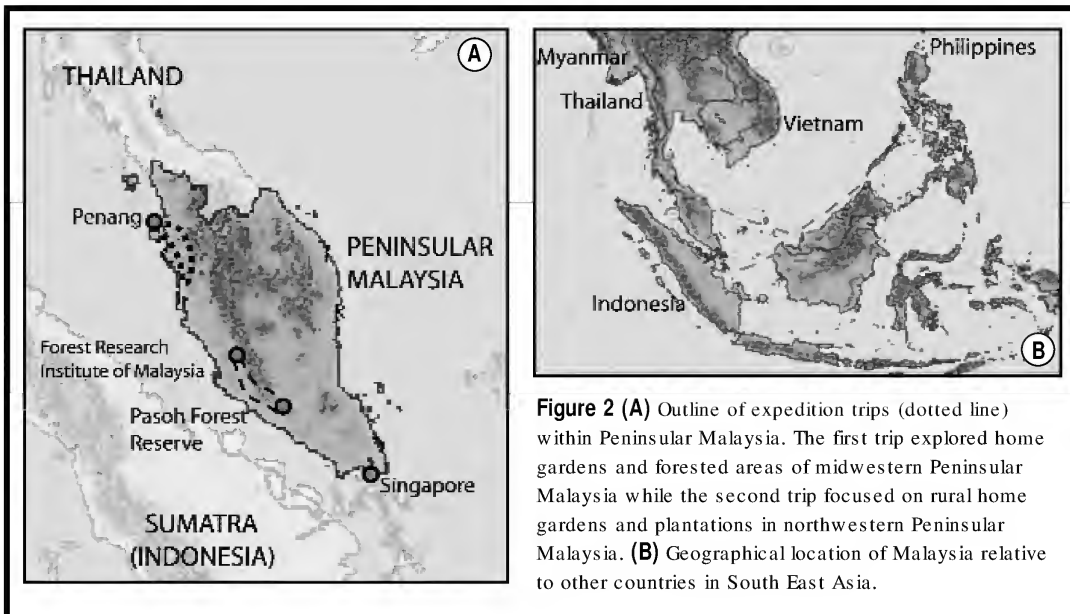 A
THAILAND
Penang
PENINSULAR
MALAYSIA
Forest Research
Institute of Malaysia
Pasoh Forest
Reserve
Singapore
SUMATRA
(INDONESIA)
Philippines
Myanmar
Thailand
Vietnam
Indonesia
B
Figure 2 (A) Outline of expedition trips (dotted line)
within Peninsular Malaysia. The first trip explored home
gardens and forested areas of midwestern Peninsular
Malaysia while the second trip focused on rural home
gardens and plantations in northwestern Peninsular
Malaysia. (B) Geographical location of Malaysia relative
to other countries in South East Asia.